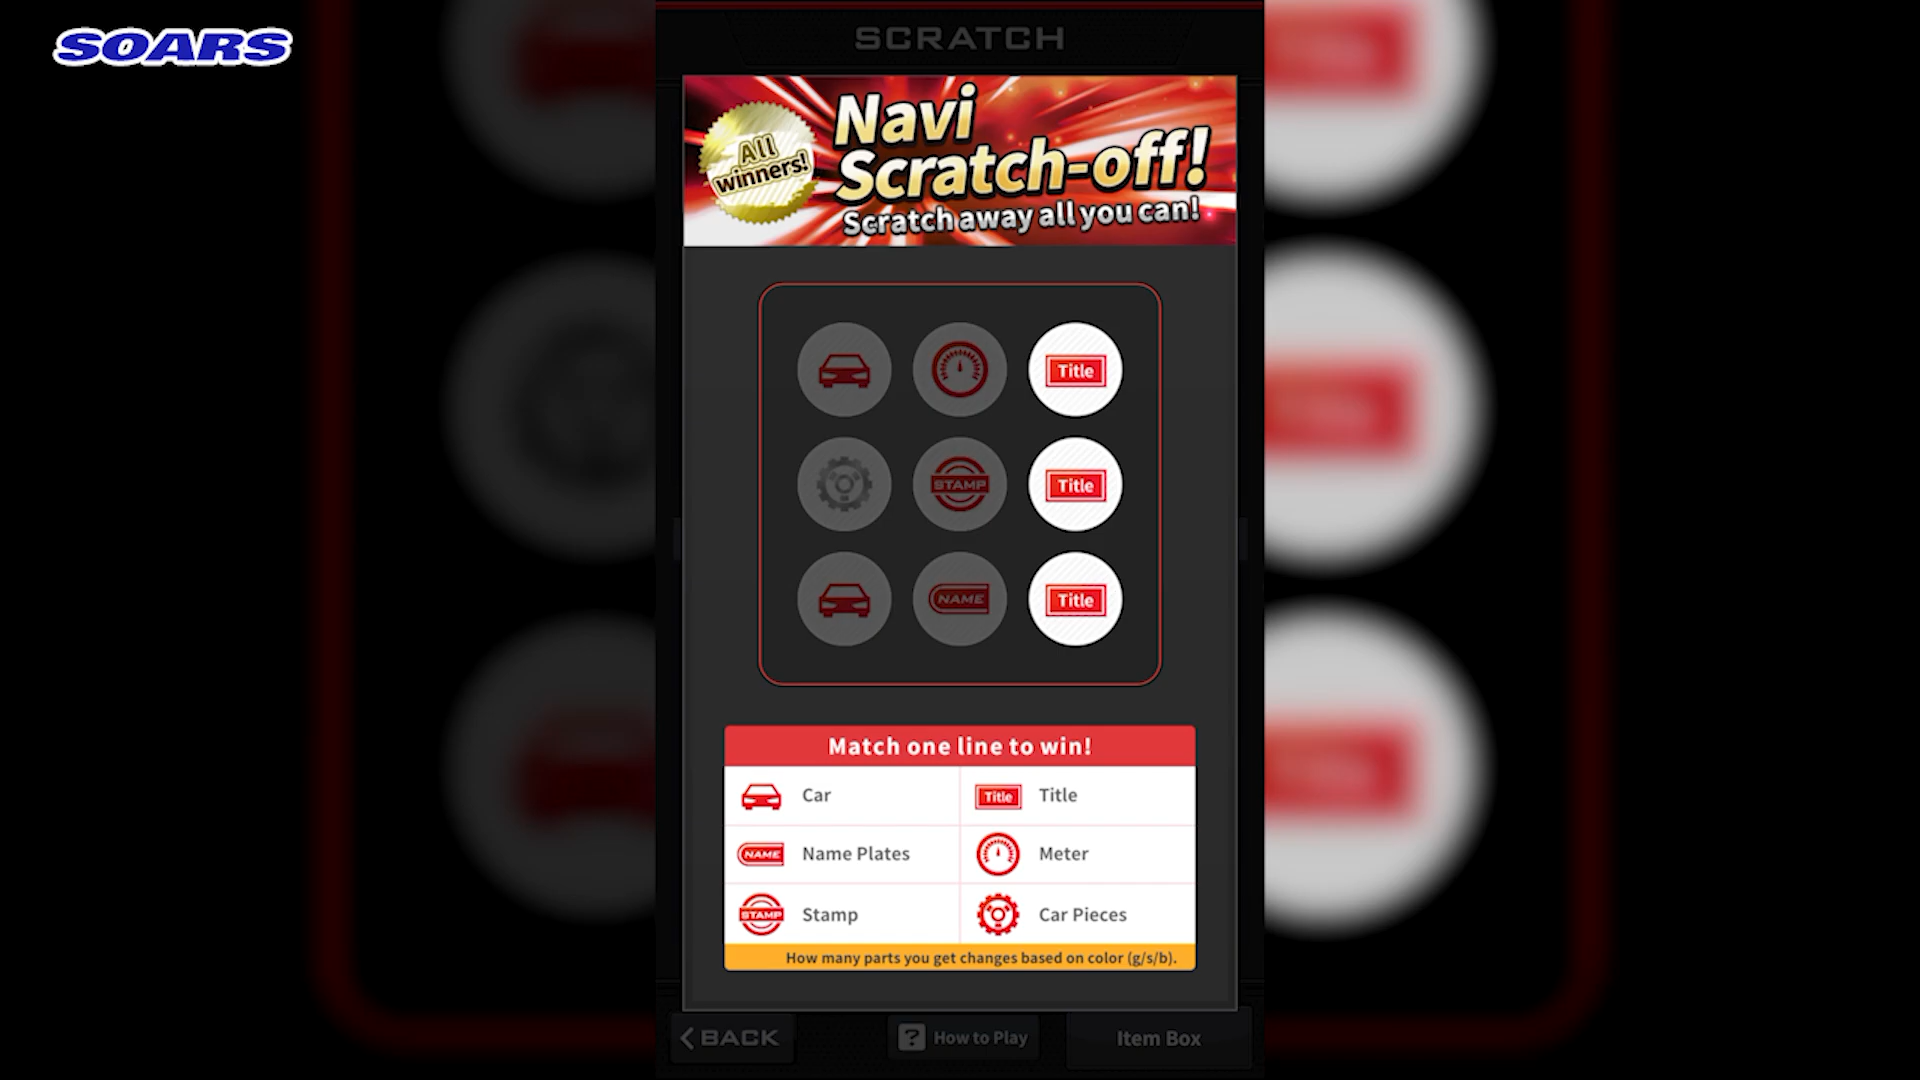 SOARS
SCRATCH
All
winners!
Navi
Scratch-off!
Scratch away all you can!
Title
STAMP
Title
NAME
Title
Match one line to win!
Car
Title Title
NAME Name Plates
Meter
STAMP Stamp
Car Pieces
How many parts you get changes based on color (g/s/b).
BACK
? How to Play
Item Box